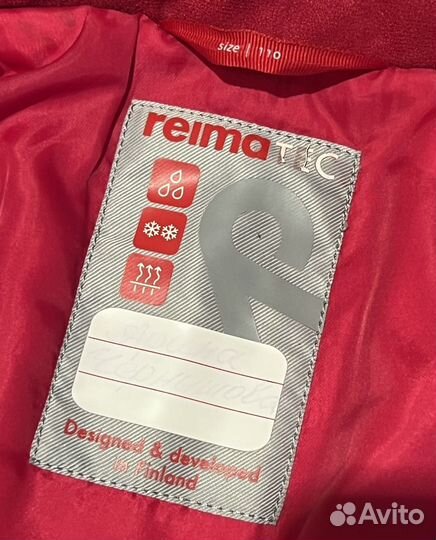 size | 110
reima TEC
Designed & developed
in Finland
Avito